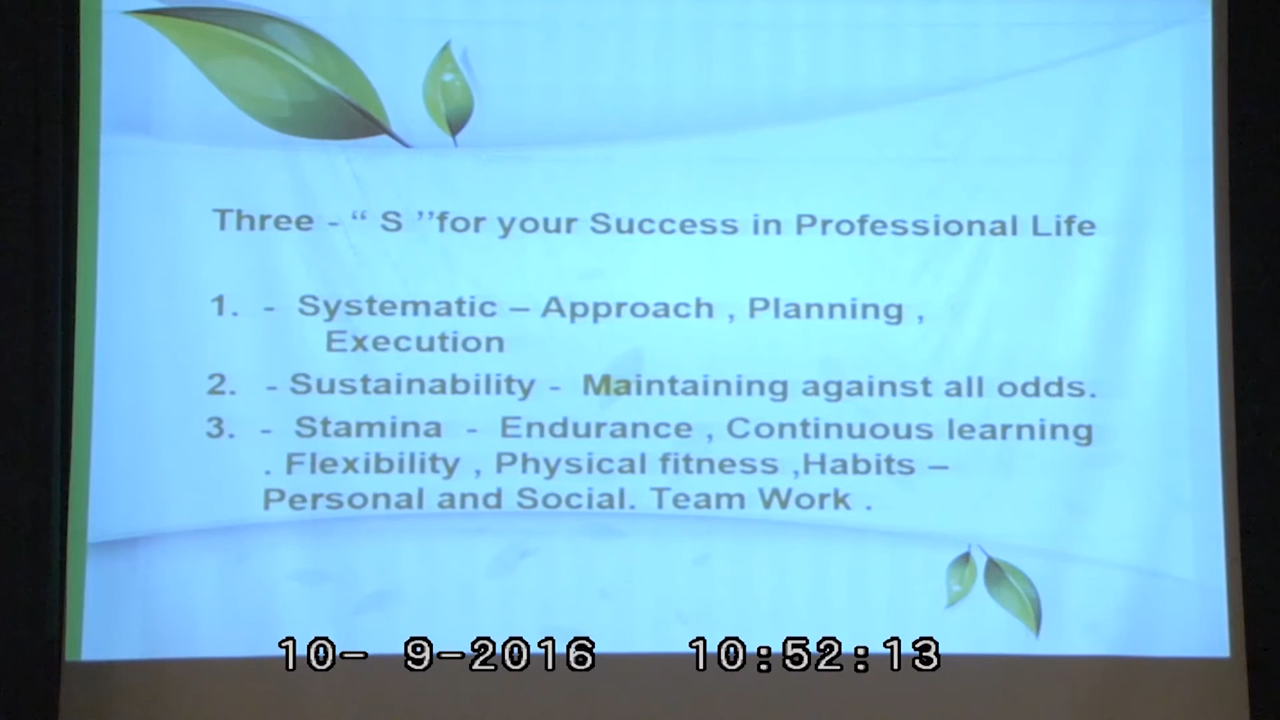 Three - “ S ”for your Success in Professional Life
1. - Systematic – Approach , Planning ,
Execution
2. - Sustainability - Maintaining against all odds.
3. - Stamina - Endurance , Continuous learning
. Flexibility , Physical fitness ,Habits –
Personal and Social. Team Work .
10- 9-2016 10:52:13